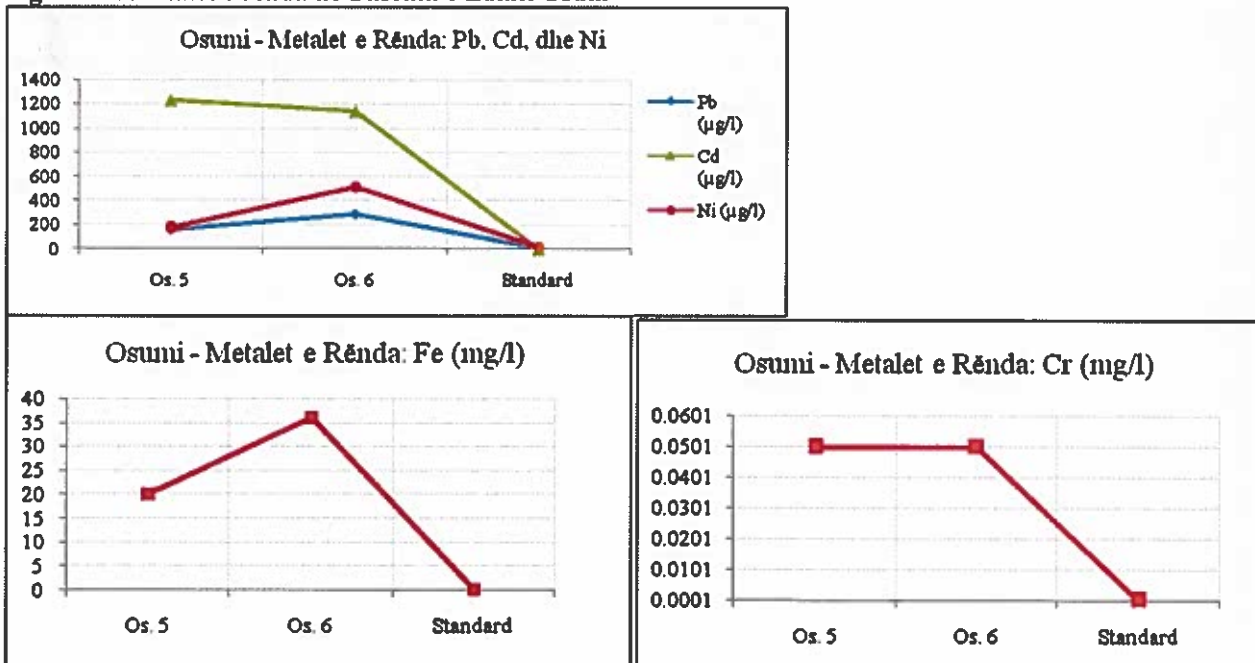 Osumi - Metalet e Rënda: Pb, Cd, dhe Ni
1400
1200
1000
800
600
400
200
0
Os. 5 Os. 6 Standard
Pb
(µg/l)
Cd
(µg/l)
Ni (µg/l)
Osumi - Metalet e Rënda: Fe (mg/l)
40
35
30
25
20
15
10
5
0
Os. 5 Os. 6 Standard
Osumi - Metalet e Rënda: Cr (mg/l)
0.0601
0.0501
0.0401
0.0301
0.0201
0.0101
0.0001
Os. 5 Os. 6 Standard